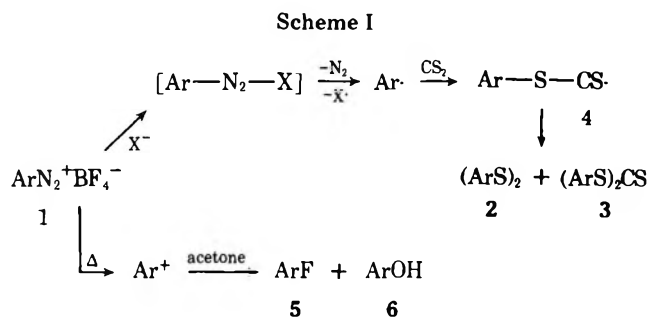 Scheme I
[Ar—N₂—X] —N₂ —X· Ar· CS₂ Ar—S—CS·
4
X⁻
ArN₂⁺BF₄⁻ (ArS)₂ + (ArS)₂CS
1 2 3
Δ Ar⁺ acetone ArF + ArOH
5 6